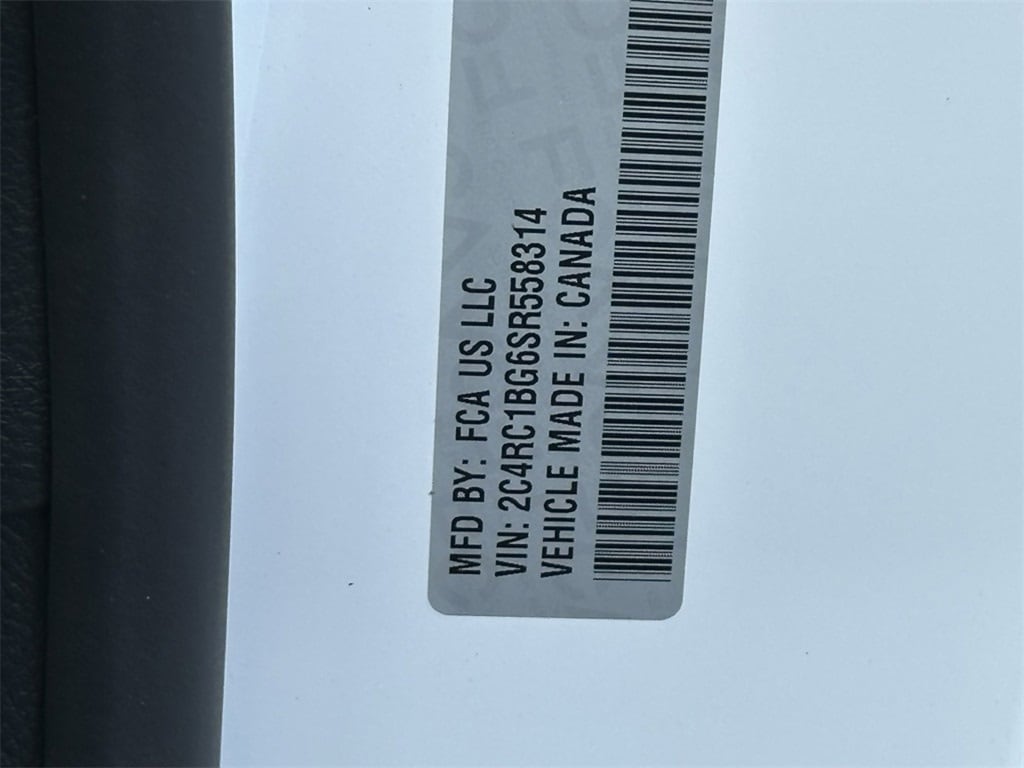 MFD BY: FCA US LLC
VIN: 2C4RC1BG6SR558314
VEHICLE MADE IN: CANADA